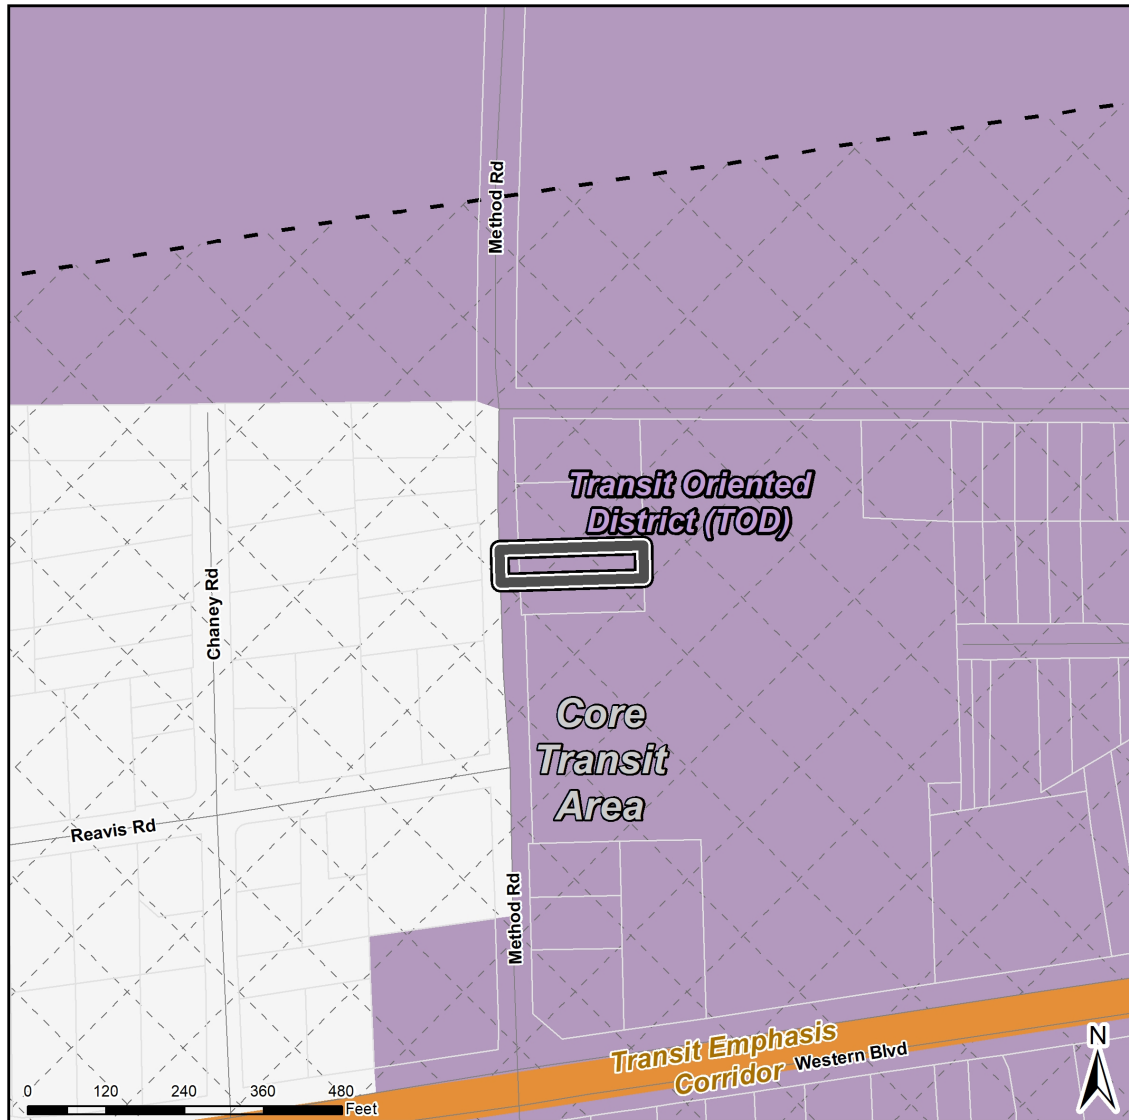 Method Rd
Transit Oriented
District (TOD)
Chaney Rd
Core
Transit
Area
Reavis Rd
Method Rd
Transit Emphasis
Corridor
Western Blvd
N
0 120 240 360 480
Feet